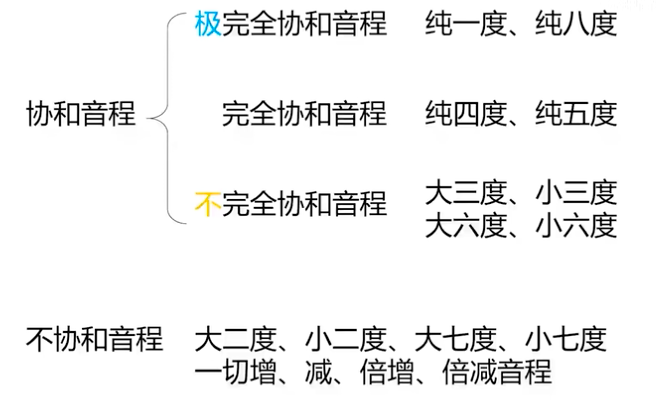 极完全协和音程 纯一度、纯八度
协和音程 完全协和音程 纯四度、纯五度
不完全协和音程 大三度、小三度
大六度、小六度
不协和音程 大二度、小二度、大七度、小七度
一切增、减、倍增、倍减音程